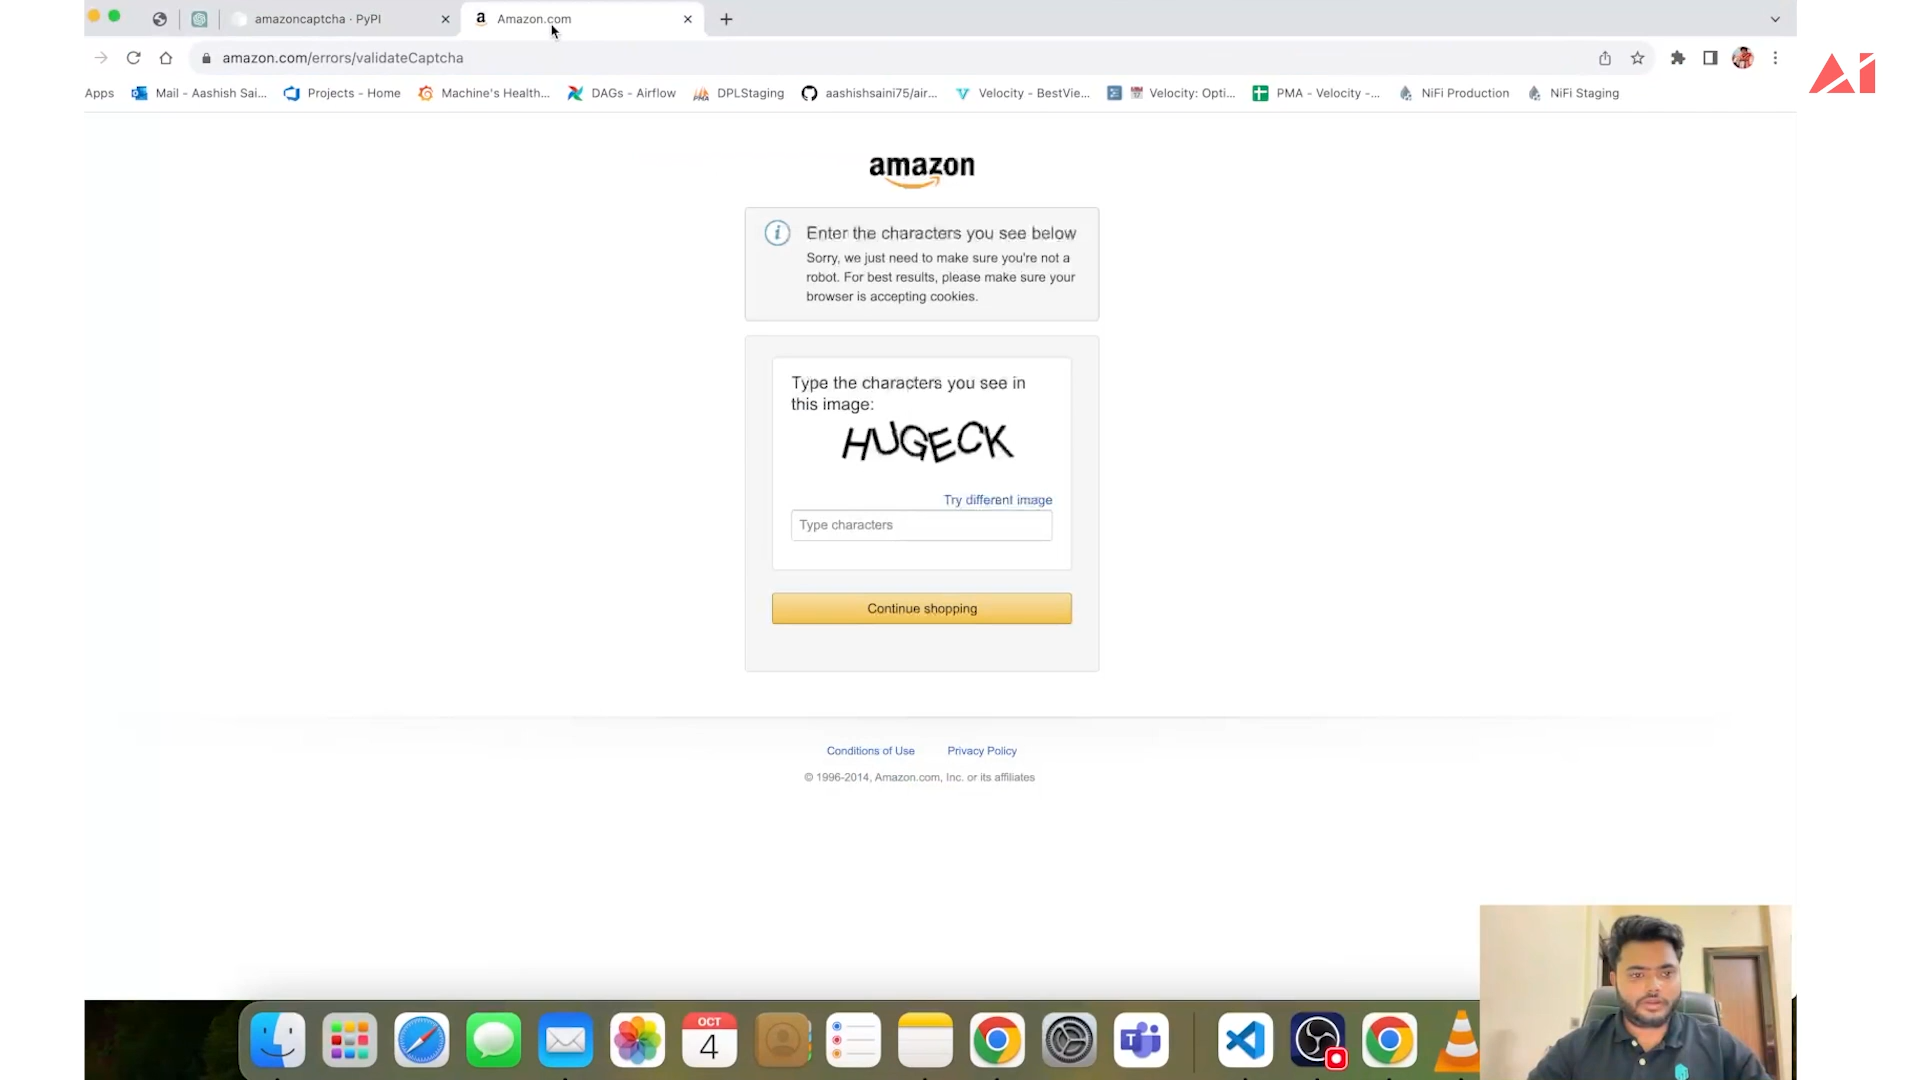 amazoncaptcha · PyPI
Amazon.com
amazon.com/errors/validateCaptcha
Ai
Apps
Mail - Aashish Sai...
Projects - Home
Machine's Health...
DAGs - Airflow
DPLStaging
aashishsaini75/air...
Velocity - BestVie...
Velocity: Opti...
PMA - Velocity -...
NiFi Production
NiFi Staging
amazon
Enter the characters you see below
Sorry, we just need to make sure you're not a
robot. For best results, please make sure your
browser is accepting cookies.
Type the characters you see in
this image:
HUGECK
Try different image
Type characters
Continue shopping
Conditions of Use
Privacy Policy
© 1996-2014, Amazon.com, Inc. or its affiliates
OCT
4